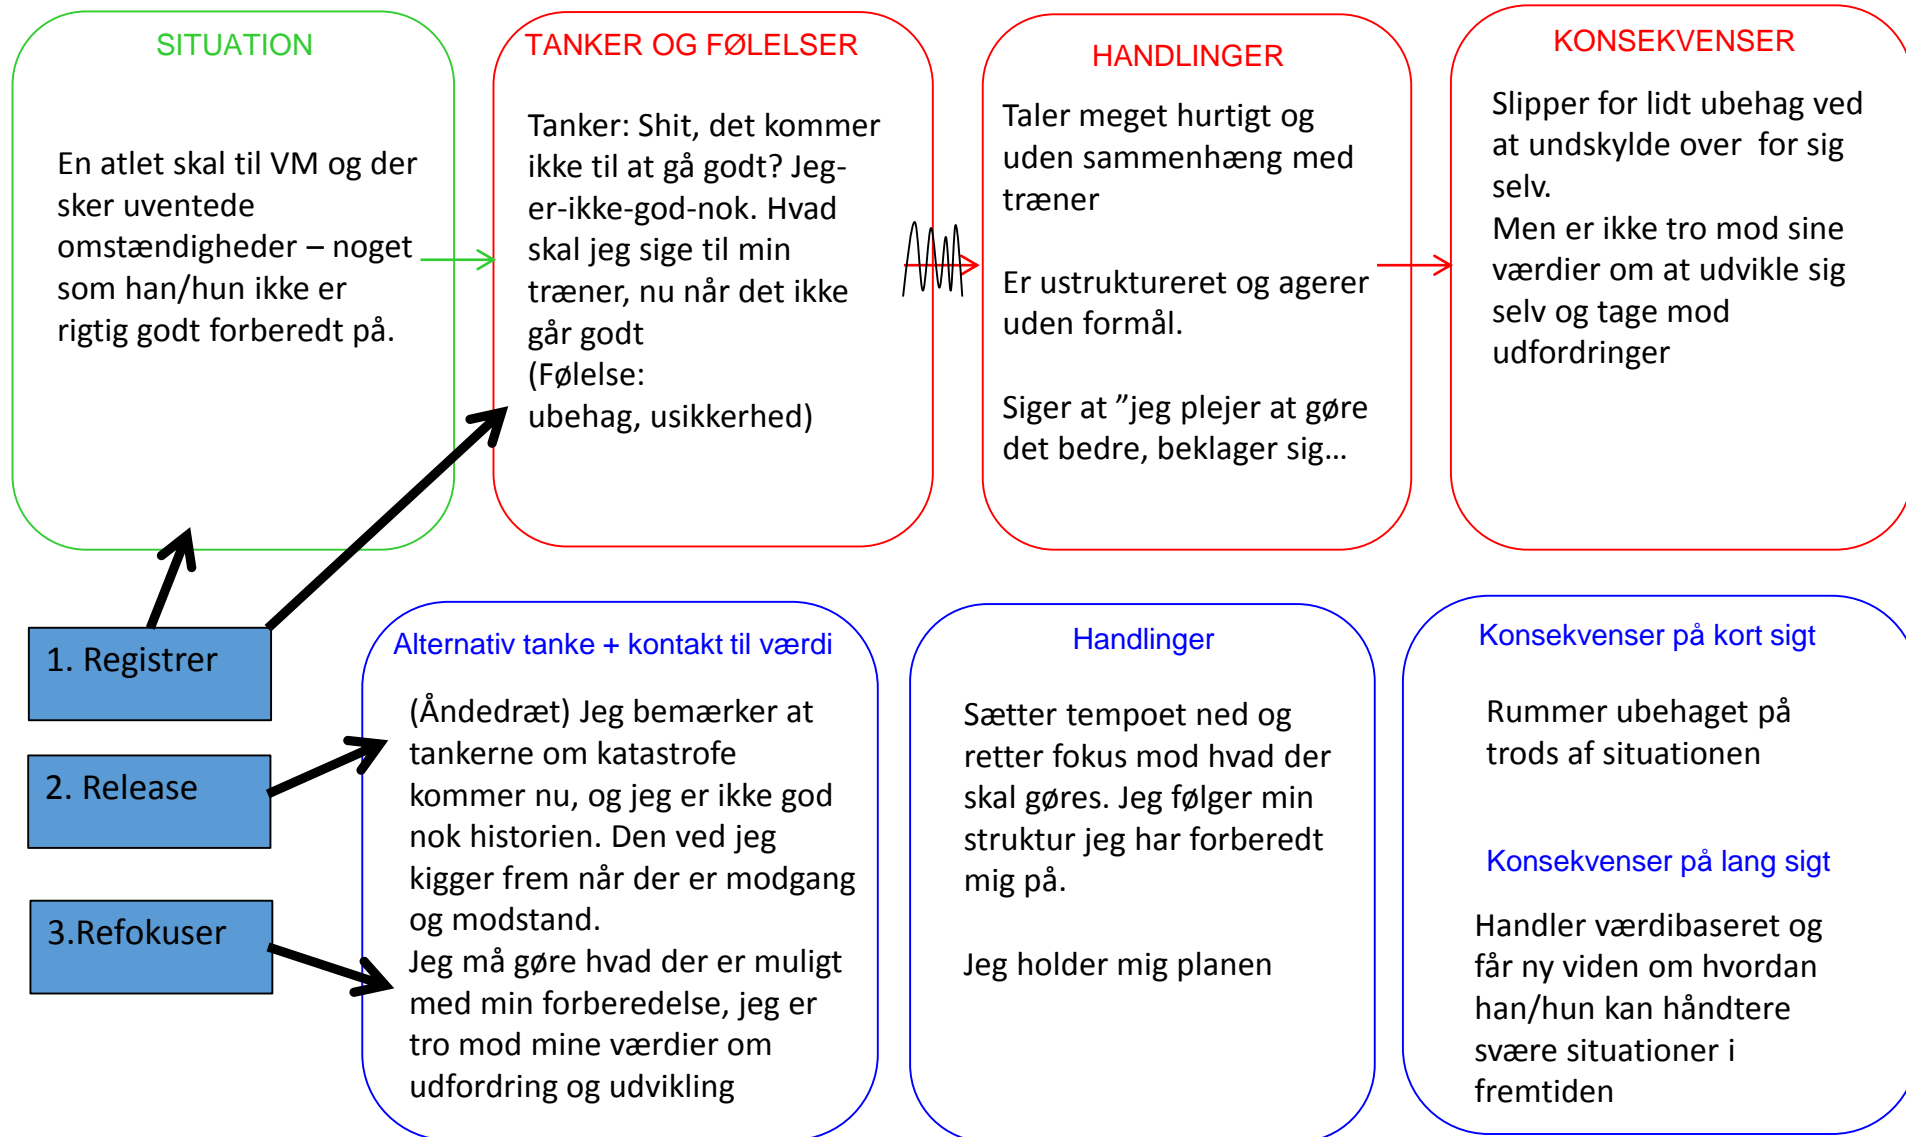 SITUATION
En atlet skal til VM og der
sker uventede
omstændigheder – noget
som han/hun ikke er
rigtig godt forberedt på.
TANKER OG FØLELSER
Tanker: Shit, det kommer
ikke til at gå godt? Jeg-
er-ikke-god-nok. Hvad
skal jeg sige til min
træner, nu når det ikke
går godt
(Følelse:
ubehag, usikkerhed)
HANDLINGER
Taler meget hurtigt og
uden sammenhæng med
træner
Er ustruktureret og agerer
uden formål.
Siger at ”jeg plejer at gøre
det bedre, beklager sig…
KONSEKVENSER
Slipper for lidt ubehag ved
at undskylde over for sig
selv.
Men er ikke tro mod sine
værdier om at udvikle sig
selv og tage mod
udfordringer
1. Registrer
2. Release
3.Refokuser
Alternativ tanke + kontakt til værdi
(Åndedræt) Jeg bemærker at
tankerne om katastrofe
kommer nu, og jeg er ikke god
nok historien. Den ved jeg
kigger frem når der er modgang
og modstand.
Jeg må gøre hvad der er muligt
med min forberedelse, jeg er
tro mod mine værdier om
udfordring og udvikling
Handlinger
Sætter tempoet ned og
retter fokus mod hvad der
skal gøres. Jeg følger min
struktur jeg har forberedt
mig på.
Jeg holder mig planen
Konsekvenser på kort sigt
Rummer ubehaget på
trods af situationen
Konsekvenser på lang sigt
Handler værdibaseret og
får ny viden om hvordan
han/hun kan håndtere
svære situationer i
fremtiden